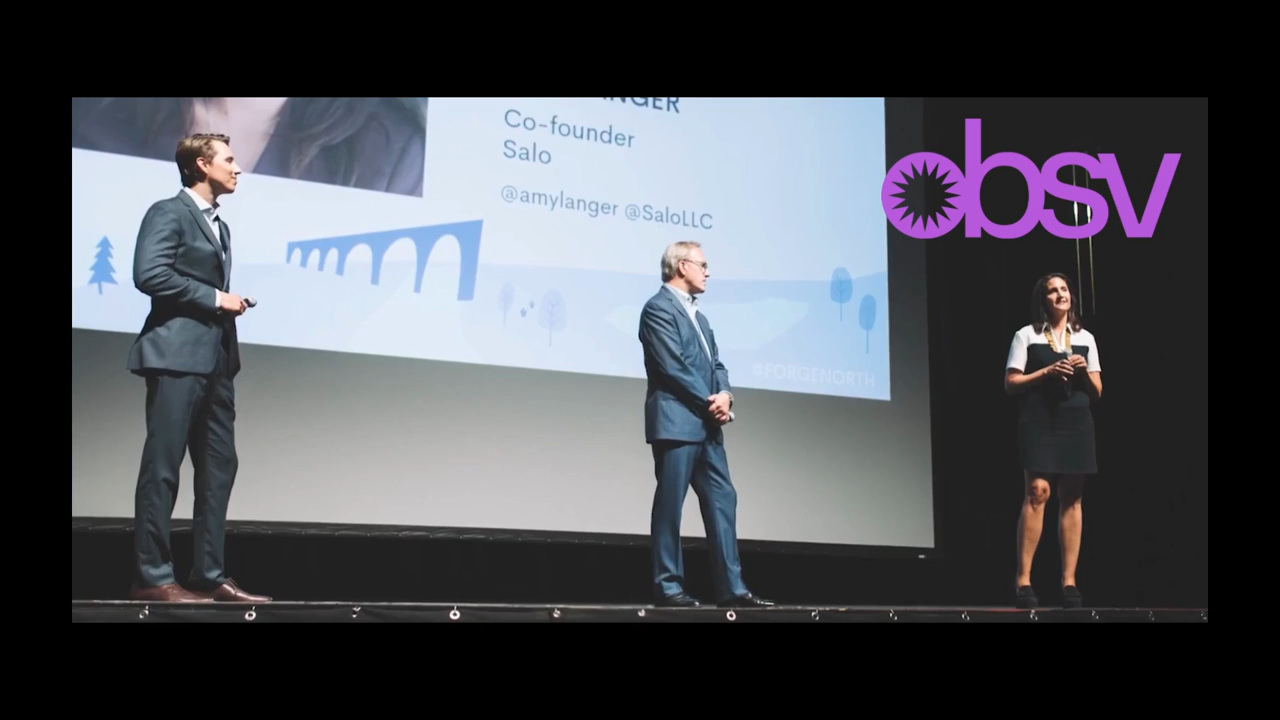 Co-founder
Salo
@amylanger @SaloLLC
#FORGENORTH
obsv